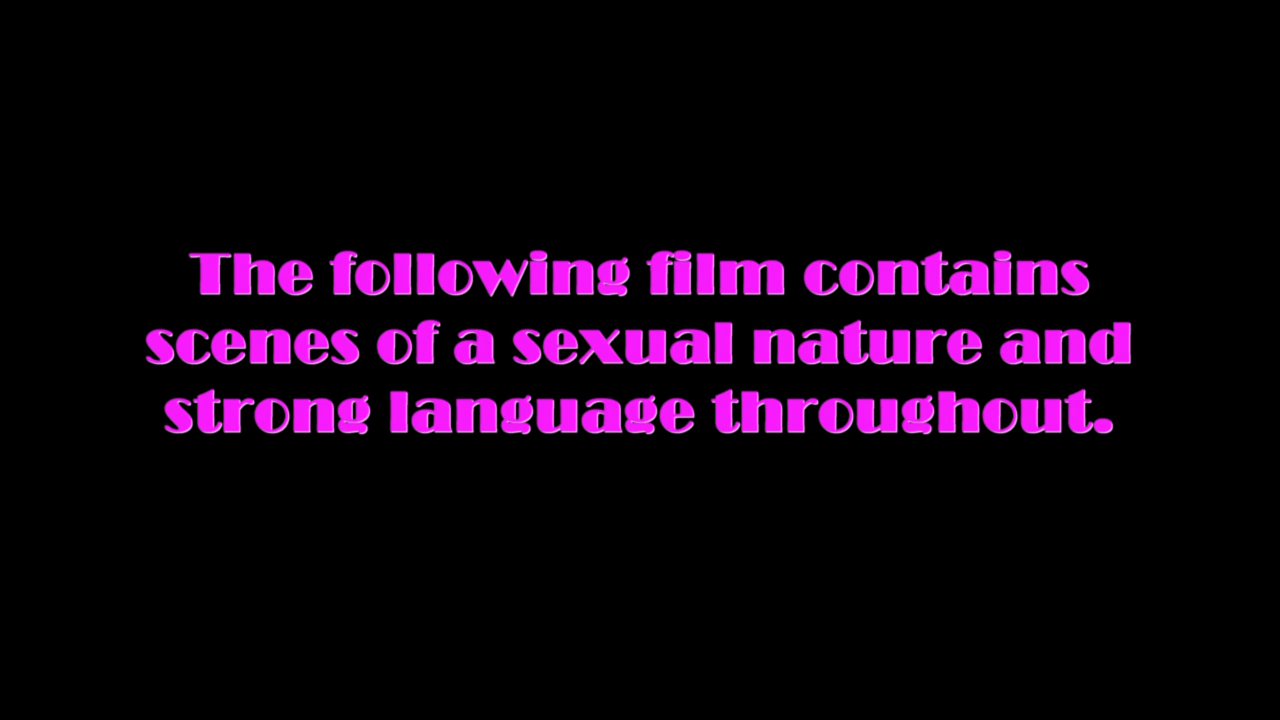 The following film contains
scenes of a sexual nature and
strong language throughout.